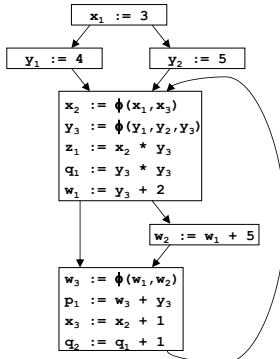 x₁ := 3
y₁ := 4
y₂ := 5
x₂ := ϕ(x₁,x₃)
y₃ := ϕ(y₁,y₂,y₃)
z₁ := x₂ * y₃
q₁ := y₃ * y₃
w₁ := y₃ + 2
w₂ := w₁ + 5
w₃ := ϕ(w₁,w₂)
p₁ := w₃ + y₃
x₃ := x₂ + 1
q₂ := q₁ + 1